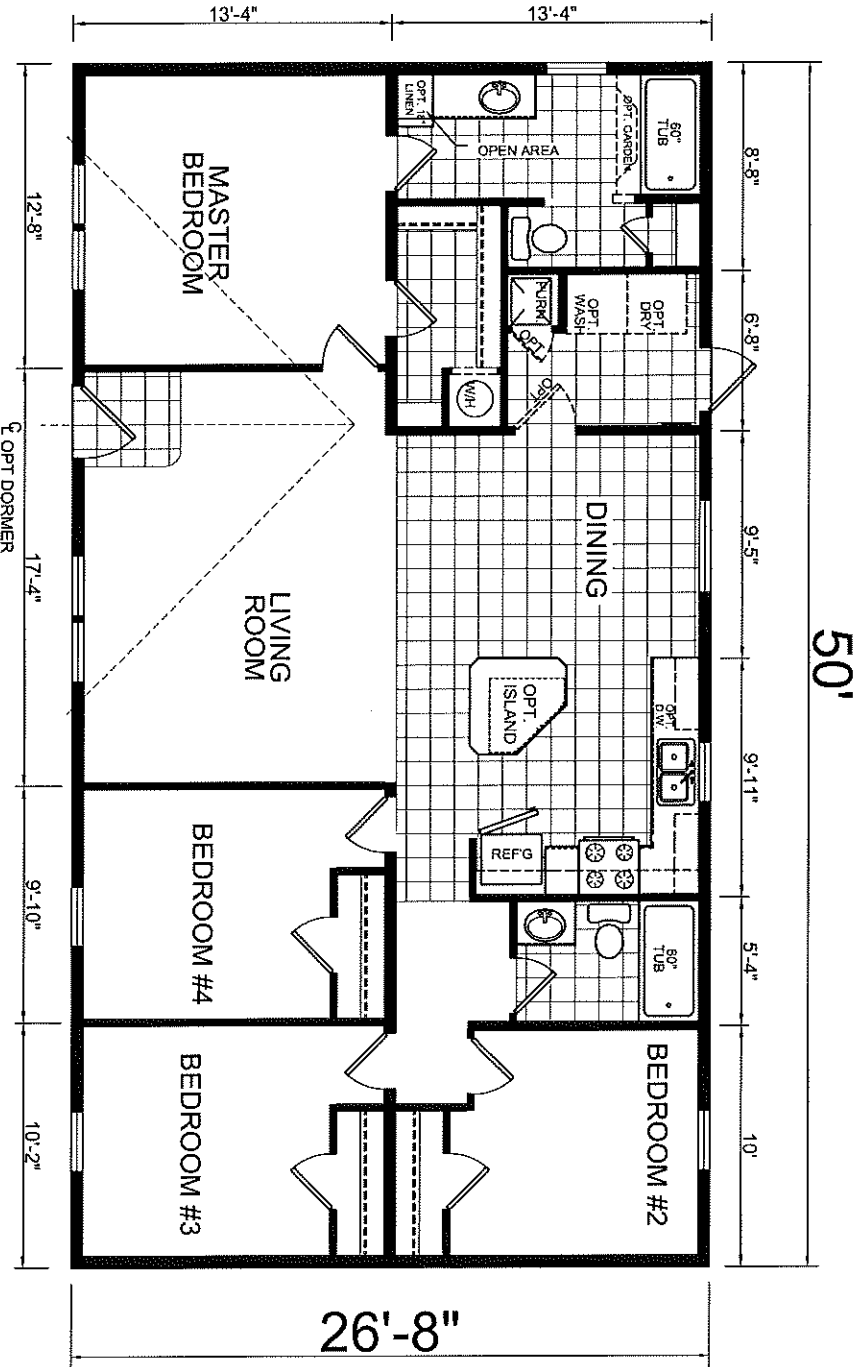 13'-4"
13'-4"
50'
8'-8"
6'-8"
9'-5"
9'-11"
5'-4"
10'
60"
TUB
OPT. GARDEN
OPT. 18"
LINEN
OPEN AREA
OPT.
DRY
OPT.
WASH
FURN.
OPT.
OPT
W/H
MASTER
BEDROOM
DINING
LIVING
ROOM
OPT.
ISLAND
OPT.
D.W.
REF'G
60"
TUB
BEDROOM #4
BEDROOM #3
BEDROOM #2
12'-8"
17'-4"
9'-10"
10'-2"
℄ OPT DORMER
26'-8"